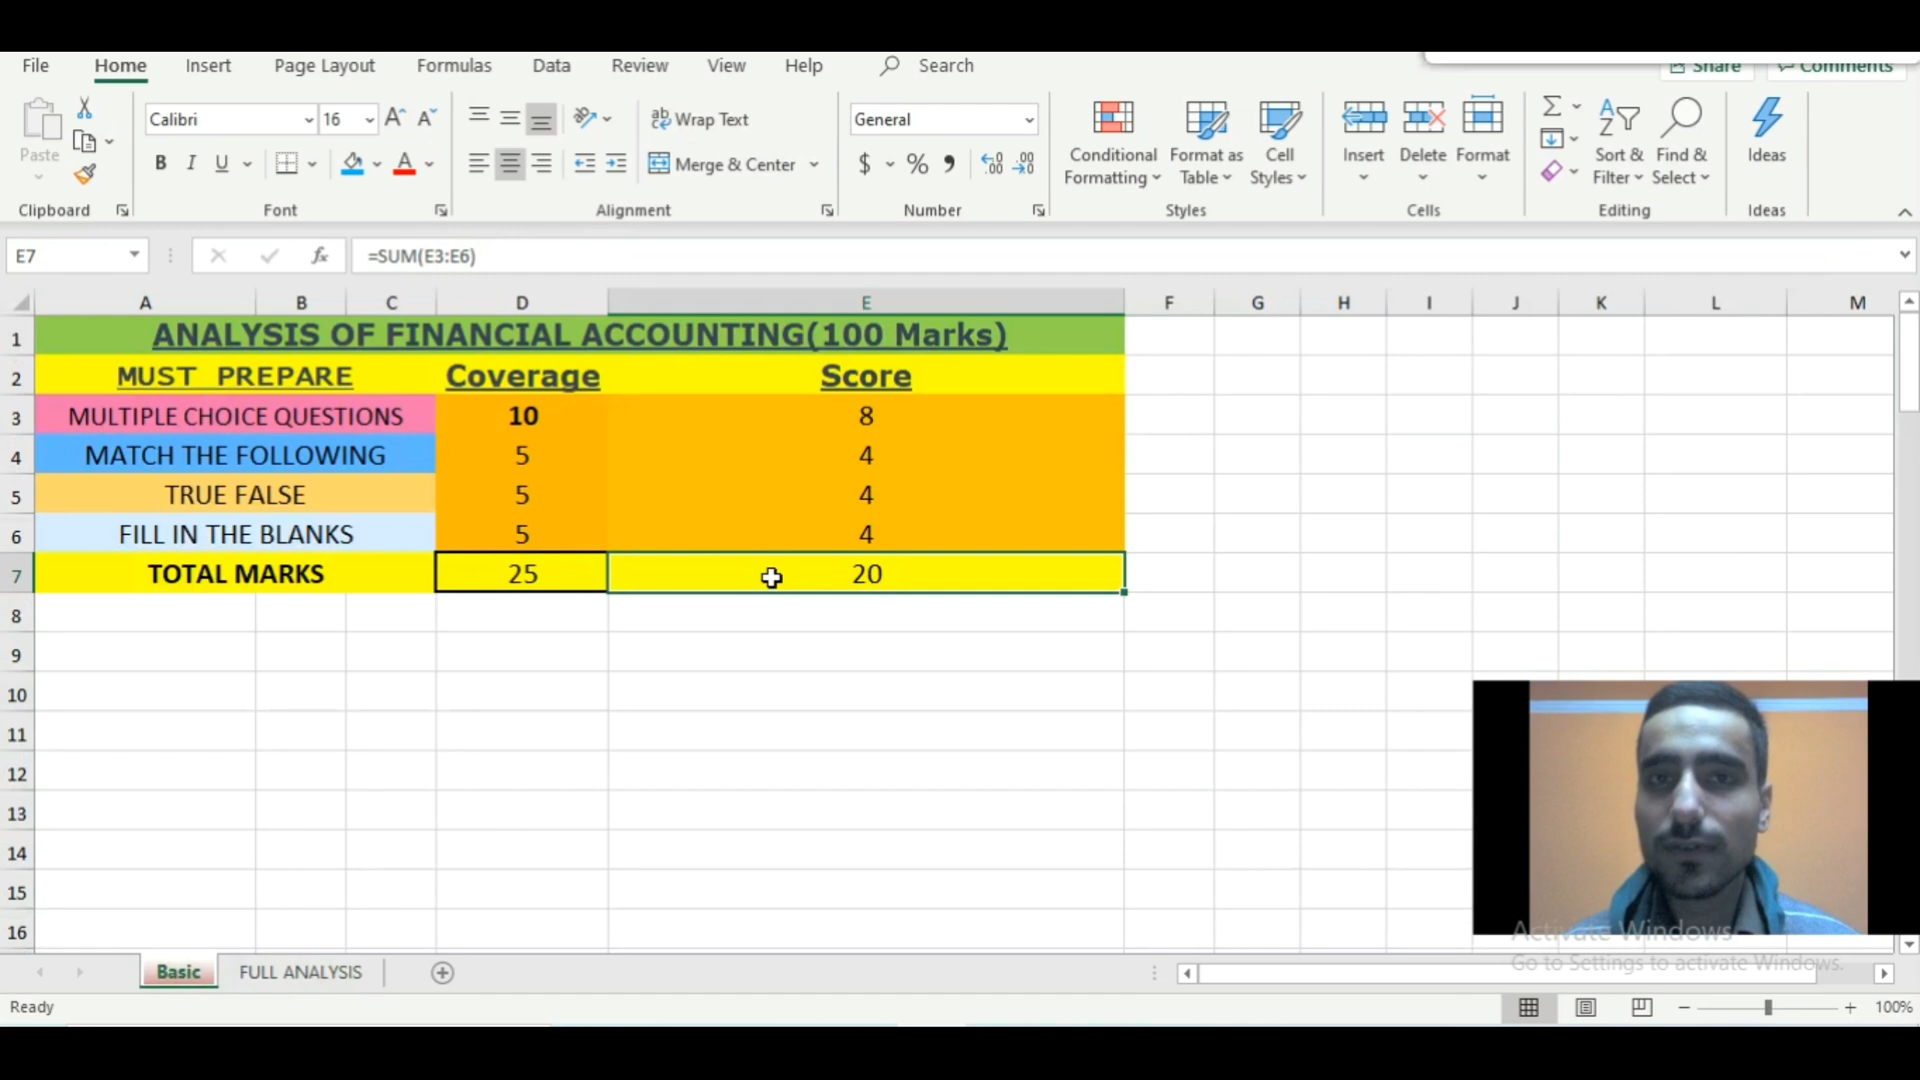 File Home Insert Page Layout Formulas Data Review View Help Search Share Comments
Calibri 16 Wrap Text General
Paste B I U Merge & Center $ % Conditional Formatting Format as Table Cell Styles Insert Delete Format Sort & Filter Find & Select Ideas
Clipboard Font Alignment Number Styles Cells Editing Ideas
E7 fx =SUM(E3:E6)
A B C D E F G H I J K L M
1 ANALYSIS OF FINANCIAL ACCOUNTING(100 Marks)
2 MUST PREPARE Coverage Score
3 MULTIPLE CHOICE QUESTIONS 10 8
4 MATCH THE FOLLOWING 5 4
5 TRUE FALSE 5 4
6 FILL IN THE BLANKS 5 4
7 TOTAL MARKS 25 20
8
9
10
11
12
13
14
15
16
Activate Windows
Go to Settings to activate Windows.
Basic FULL ANALYSIS
Ready 100%